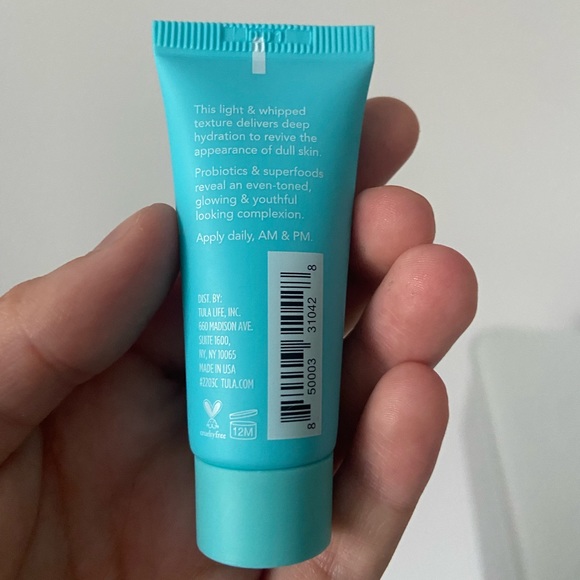 This light & whipped
texture delivers deep
hydration to revive the
appearance of dull skin.
Probiotics & superfoods
reveal an even-toned,
glowing & youthful
looking complexion.
Apply daily, AM & PM.
DIST. BY:
TULA LIFE, INC.
660 MADISON AVE.
SUITE 1600,
NY, NY 10065
MADE IN USA
#2203C TULA.COM
crueltyfree
12M
8 50003 31042 8